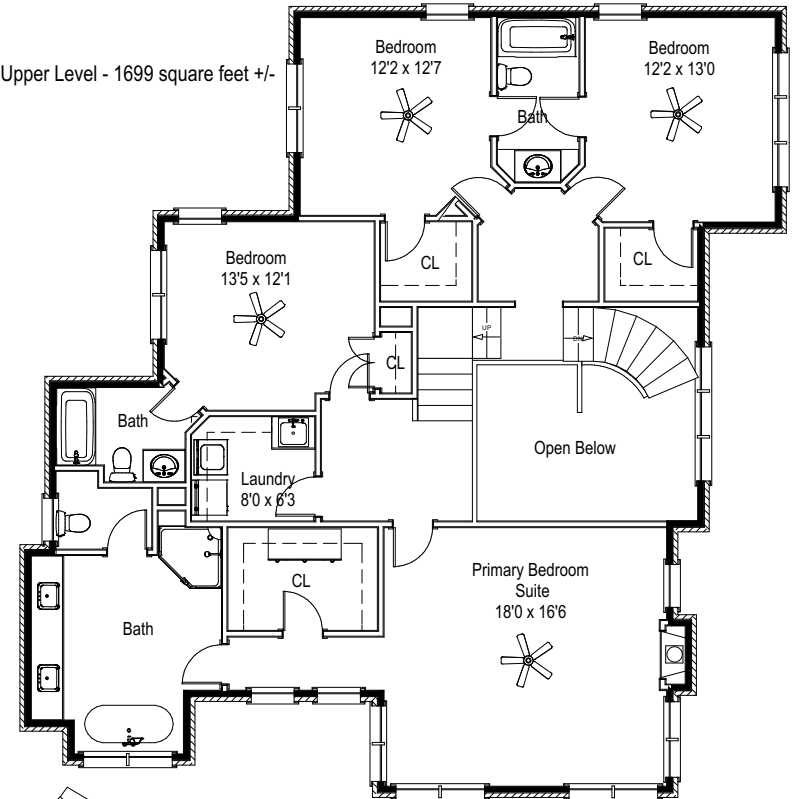 Upper Level - 1699 square feet +/-
Bedroom
12'2 x 12'7
Bedroom
12'2 x 13'0
Bath
CL
CL
Bedroom
13'5 x 12'1
UP
DN
CL
Bath
Open Below
Laundry
8'0 x 6'3
CL
Primary Bedroom
Suite
18'0 x 16'6
Bath